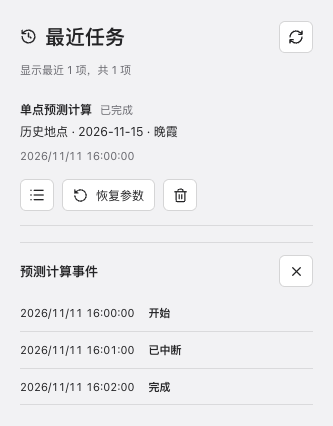 最近任务
显示最近 1 项，共 1 项
单点预测计算 已完成
历史地点 · 2026-11-15 · 晚霞
2026/11/11 16:00:00
恢复参数
预测计算事件
2026/11/11 16:00:00 开始
2026/11/11 16:01:00 已中断
2026/11/11 16:02:00 完成